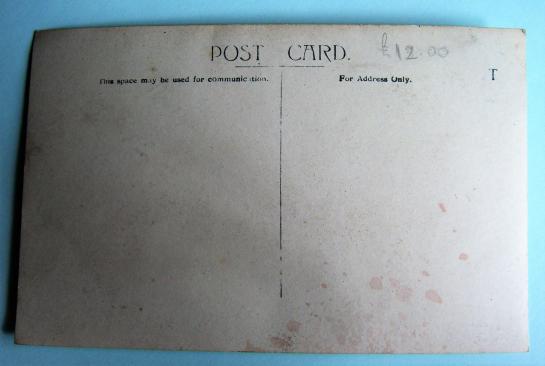 POST CARD. £12.00
This space may be used for communication. For Address Only. T